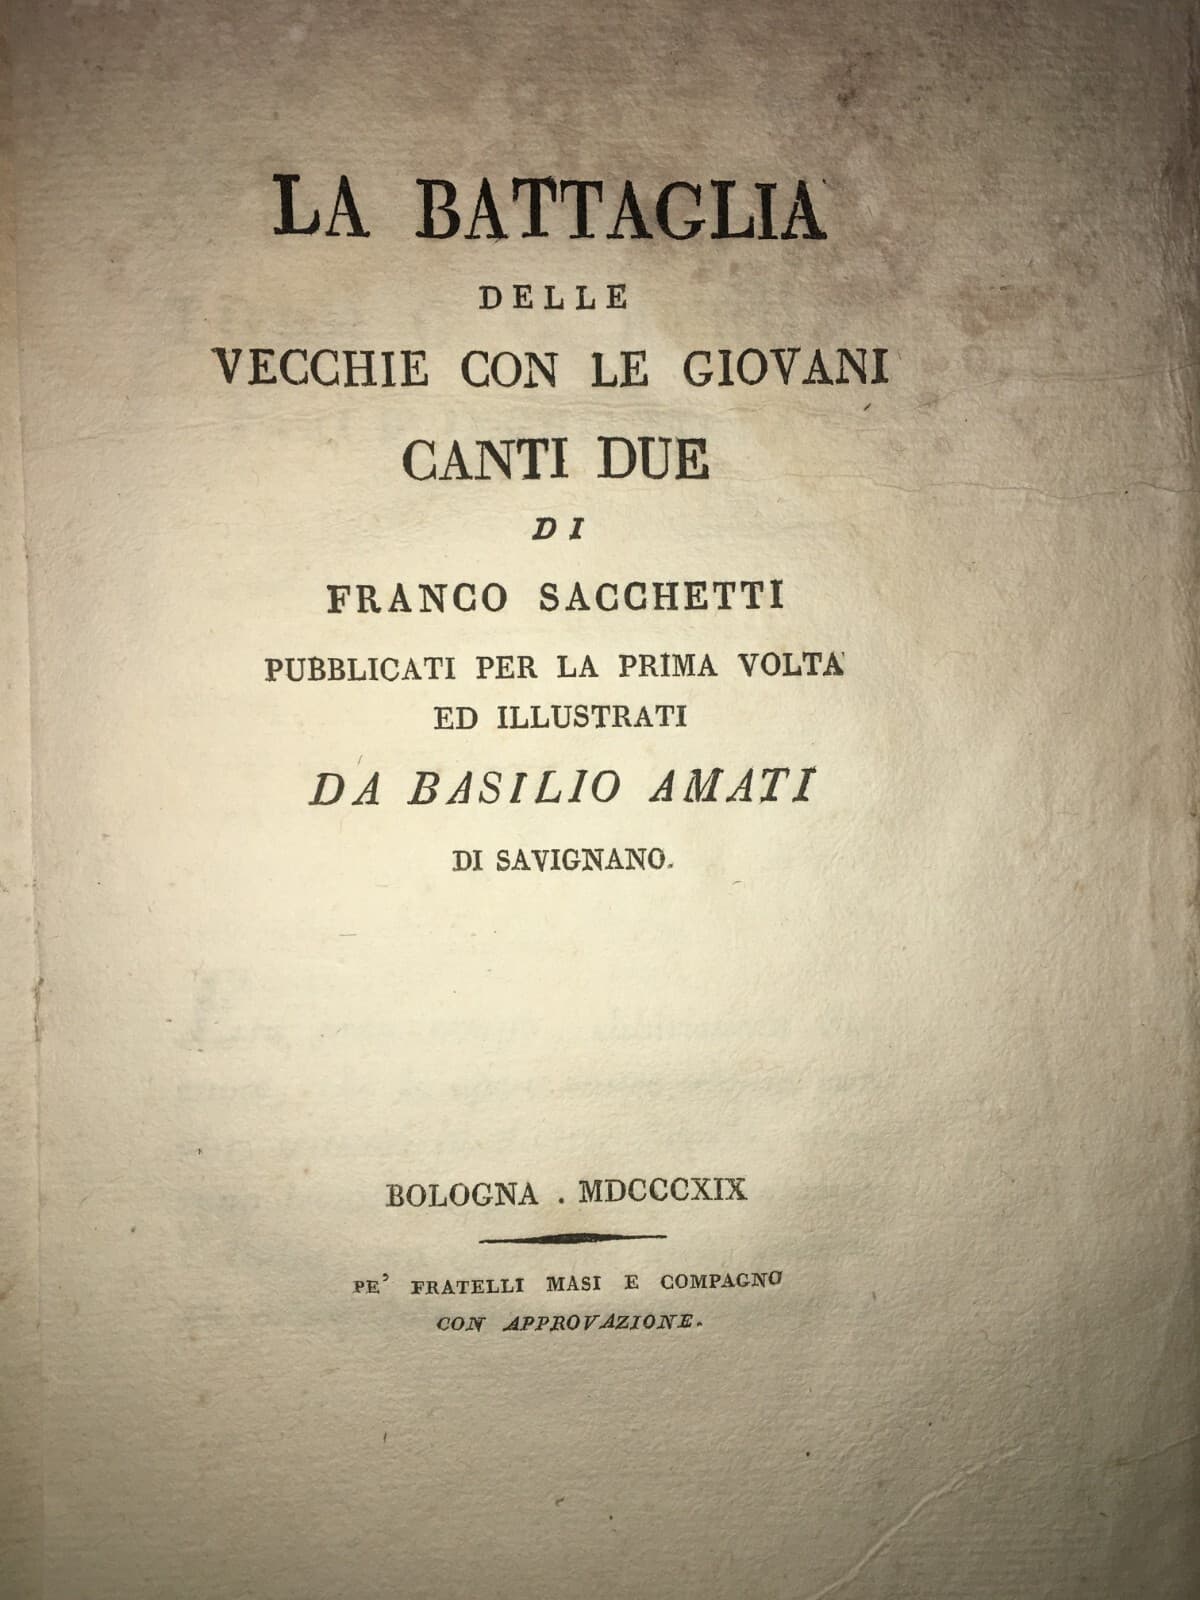 LA BATTAGLIA
DELLE
VECCHIE CON LE GIOVANI
CANTI DUE
DI
FRANCO SACCHETTI
PUBBLICATI PER LA PRIMA VOLTA
ED ILLUSTRATI
DA BASILIO AMATI
DI SAVIGNANO.
BOLOGNA . MDCCCXIX
PE' FRATELLI MASI E COMPAGNO
CON APPROVAZIONE.